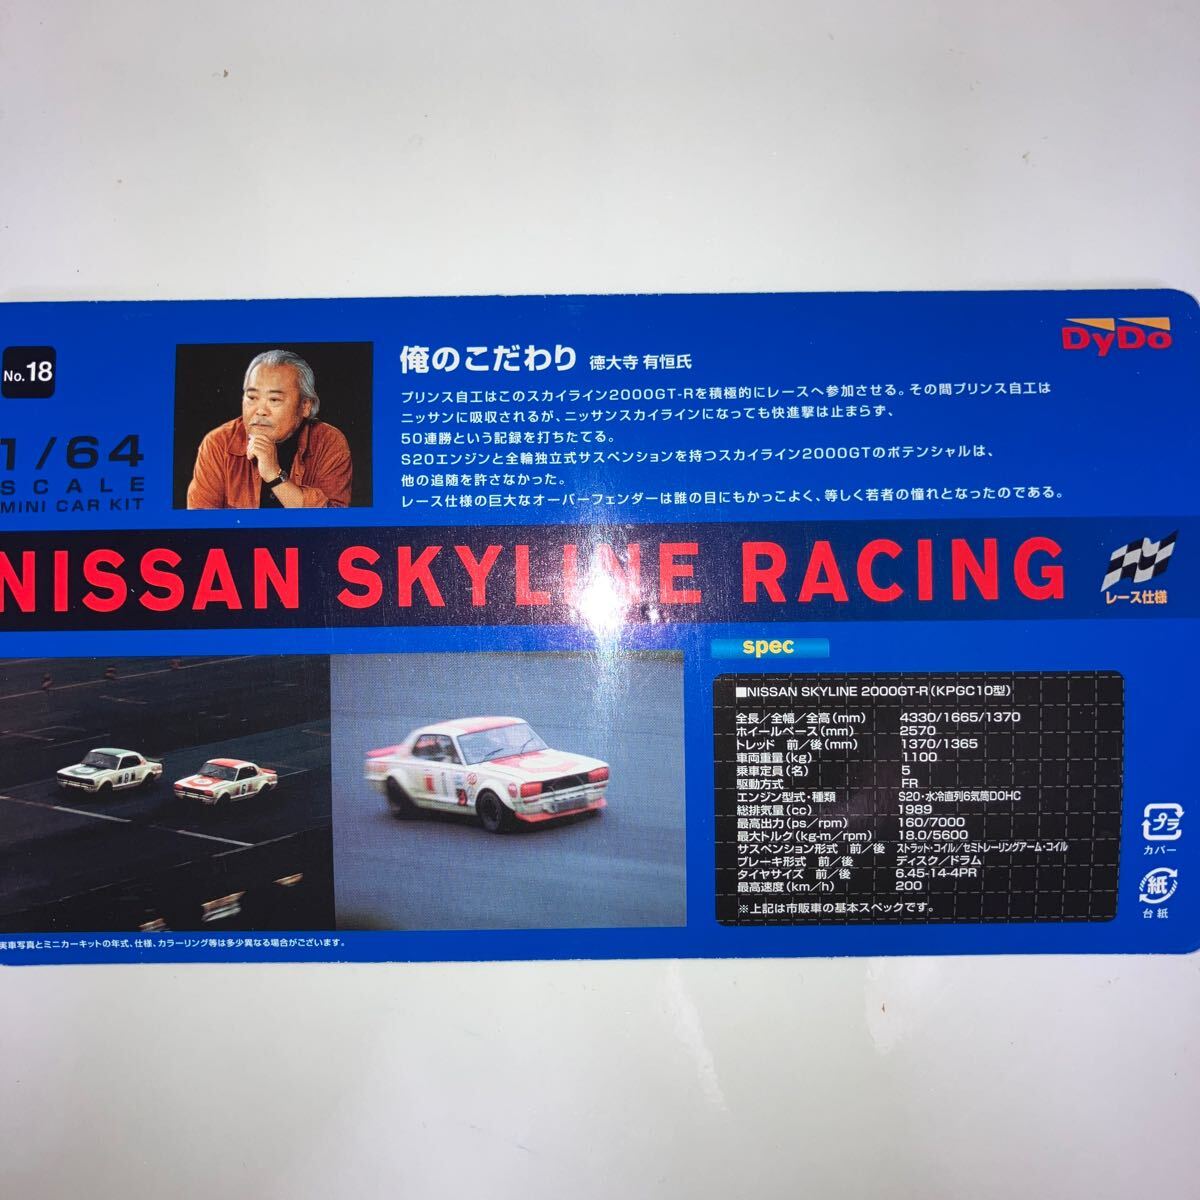 No.18
1/64
SCALE
MINI CAR KIT
俺のこだわり 徳大寺 有恒氏
DyDo
プリンス自工はこのスカイライン2000GT-Rを積極的にレースへ参加させる。その間プリンス自工は
ニッサンに吸収されるが、ニッサンスカイラインになっても快進撃は止まらず、
50連勝という記録を打ちたてる。
S20エンジンと全輪独立式サスペンションを持つスカイライン2000GTのポテンシャルは、
他の追随を許さなかった。
レース仕様の巨大なオーバーフェンダーは誰の目にもかっこよく、等しく若者の憧れとなったのである。
NISSAN SKYLINE RACING
レース仕様
spec
■NISSAN SKYLINE 2000GT-R(KPGC10型)
全長/全幅/全高(mm) 4330/1665/1370
ホイールベース(mm) 2570
トレッド 前/後(mm) 1370/1365
車両重量(kg) 1100
乗車定員(名) 5
駆動方式 FR
エンジン型式・種類 S20・水冷直列6気筒DOHC
総排気量(cc) 1989
最高出力(ps/rpm) 160/7000
最大トルク(kg-m/rpm) 18.0/5600
サスペンション形式 前/後 ストラット・コイル/セミトレーリングアーム・コイル
ブレーキ形式 前/後 ディスク/ドラム
タイヤサイズ 前/後 6.45-14-4PR
最高速度(km/h) 200
※上記は市販車の基本スペックです。
プラ
カバー
紙
台紙
実車写真とミニカーキットの年式、仕様、カラーリング等は多少異なる場合がございます。
8
6
1